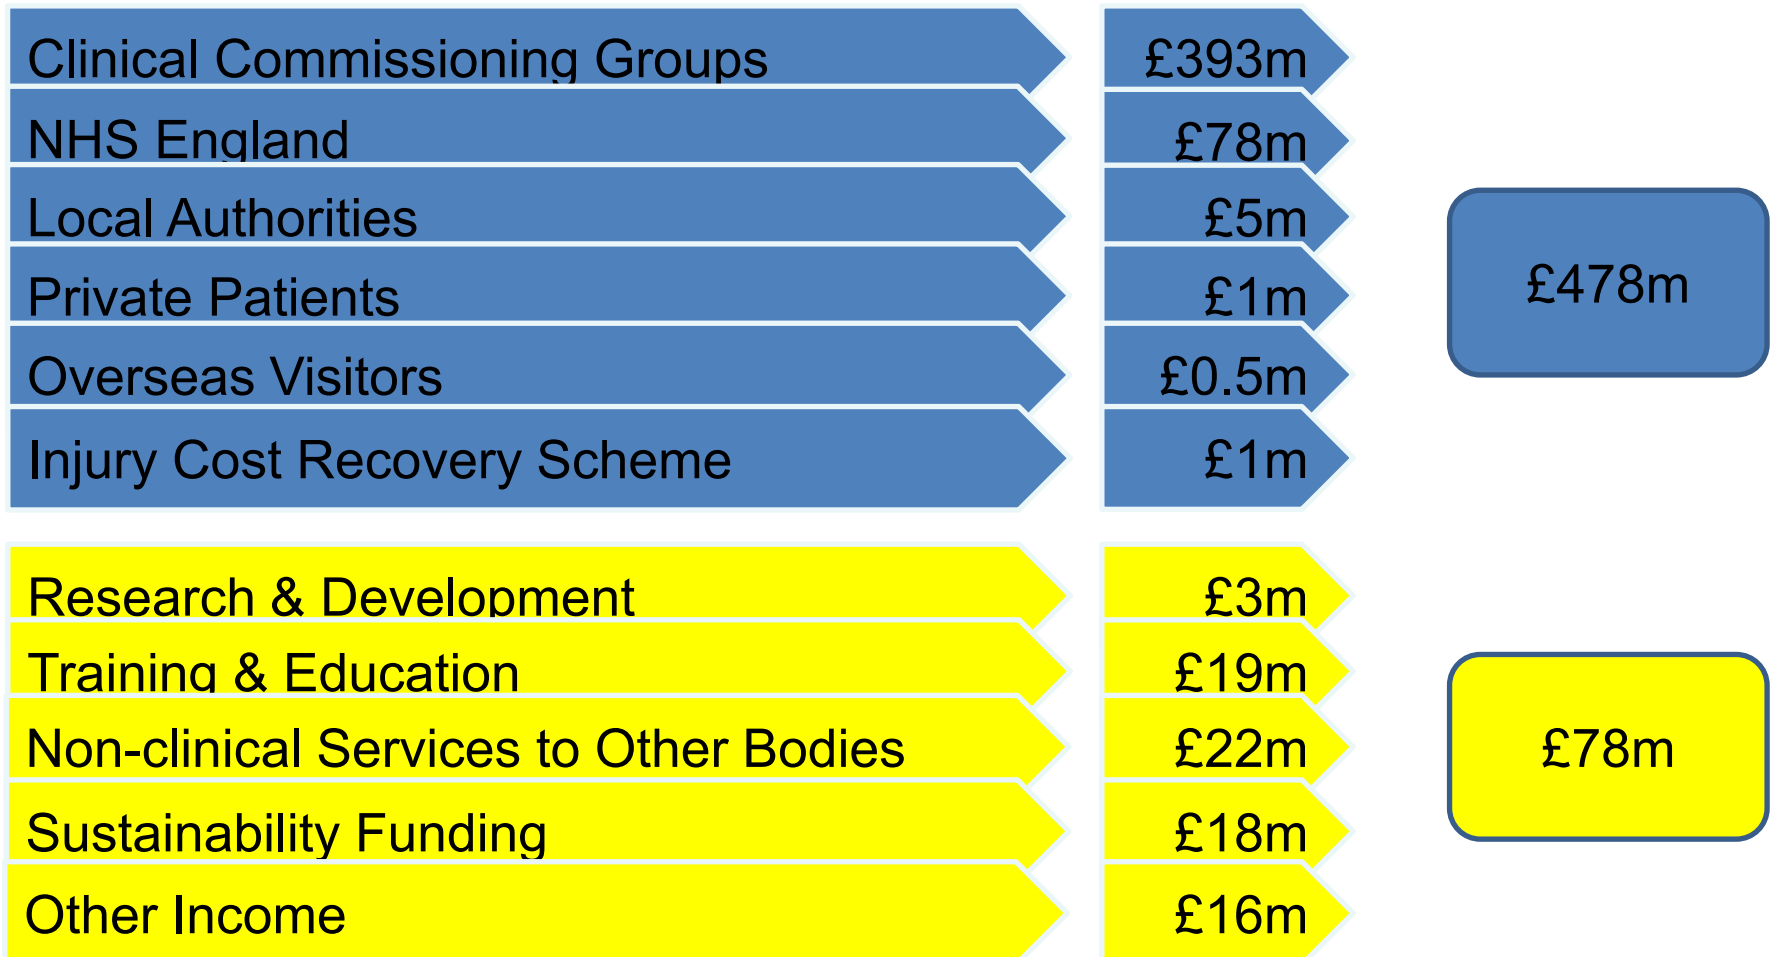 Clinical Commissioning Groups £393m
NHS England £78m
Local Authorities £5m
£478m
Private Patients £1m
Overseas Visitors £0.5m
Injury Cost Recovery Scheme £1m
Research & Development £3m
Training & Education £19m
Non-clinical Services to Other Bodies £22m
£78m
Sustainability Funding £18m
Other Income £16m